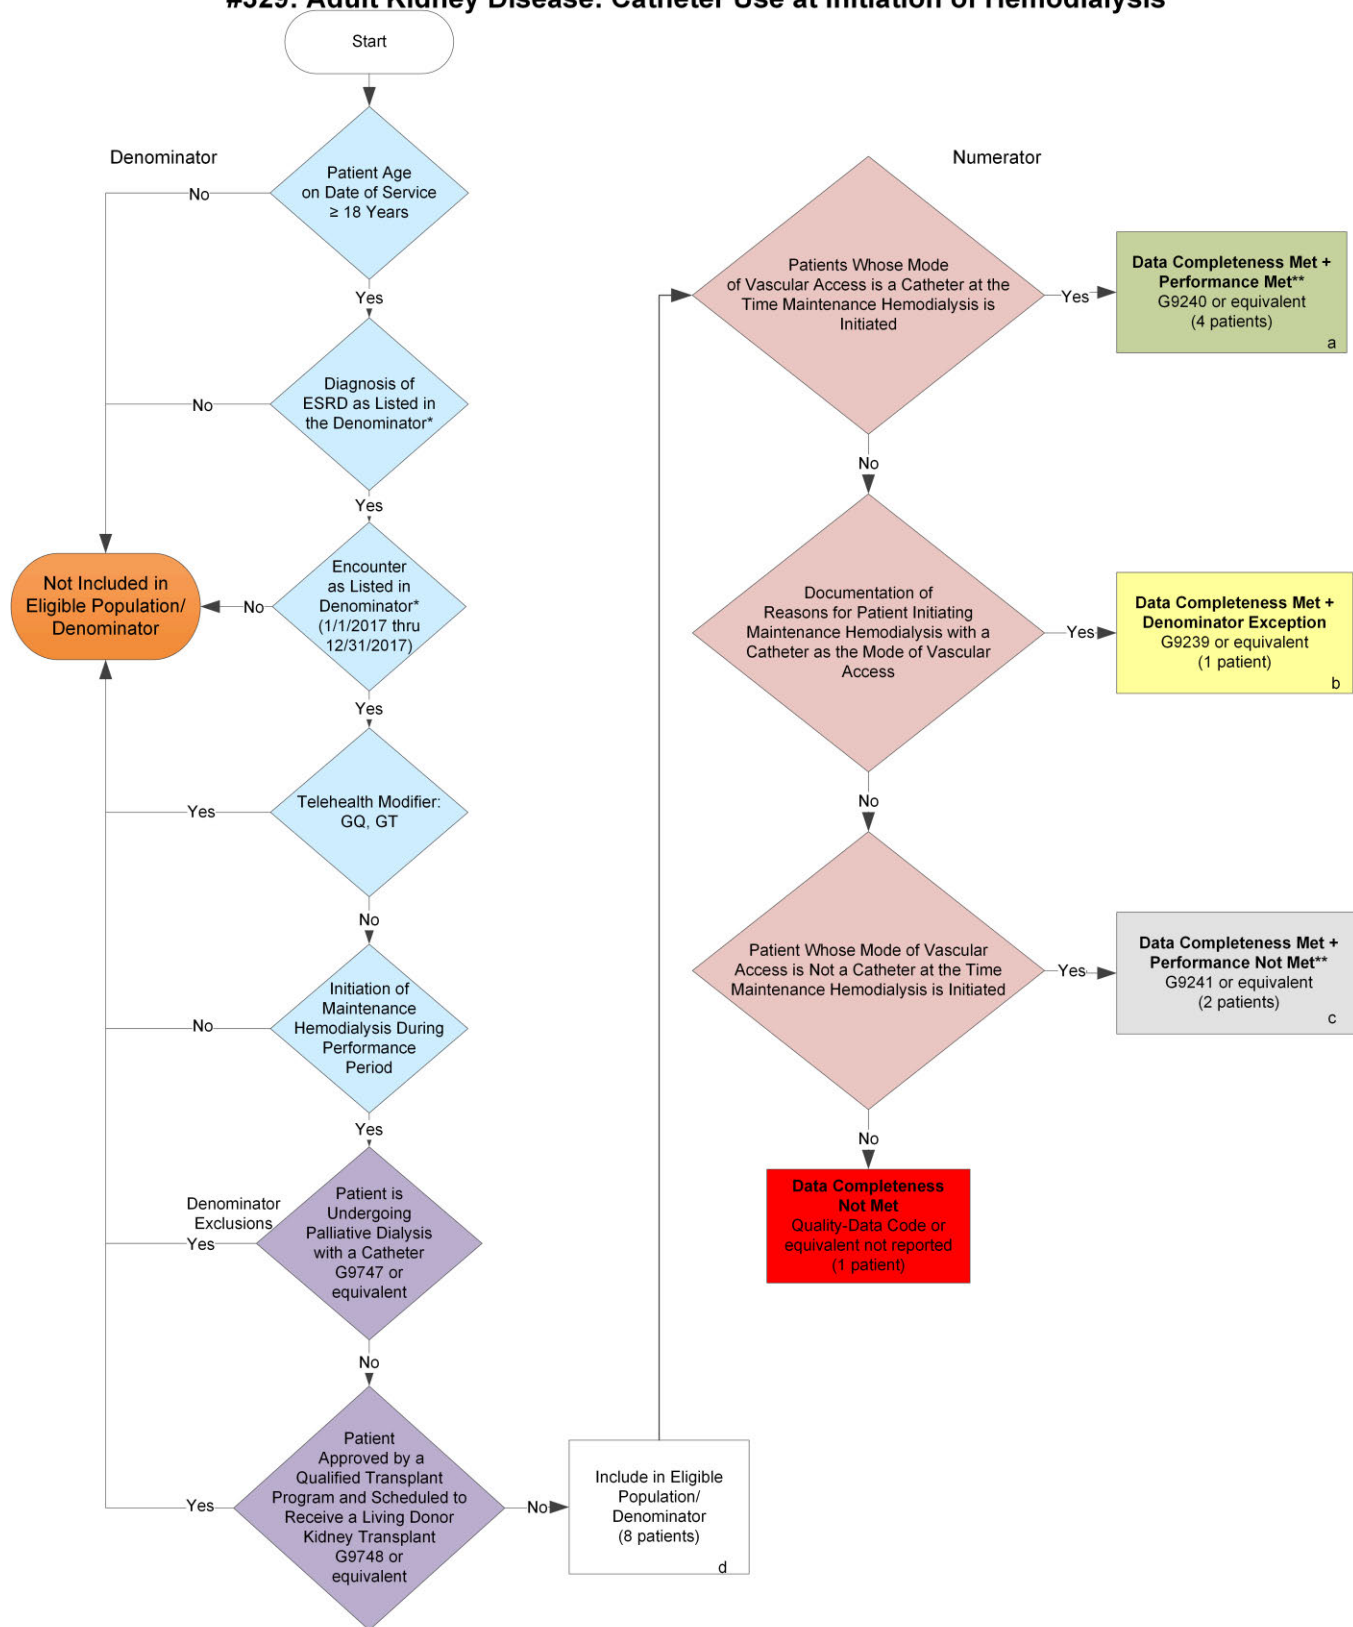 #329: Adult Kidney Disease: Catheter Use at Initiation of Hemodialysis
Start
Denominator
Patient Age
on Date of Service
≥ 18 Years
No
Yes
Diagnosis of
ESRD as Listed in
the Denominator*
No
Yes
Encounter
as Listed in
Denominator*
(1/1/2017 thru
12/31/2017)
No
Not Included in
Eligible Population/
Denominator
Yes
Telehealth Modifier:
GQ, GT
Yes
No
Initiation of
Maintenance
Hemodialysis During
Performance
Period
No
Yes
Denominator
Exclusions
Patient is
Undergoing
Palliative Dialysis
with a Catheter
G9747 or
equivalent
Yes
No
Patient
Approved by a
Qualified Transplant
Program and Scheduled to
Receive a Living Donor
Kidney Transplant
G9748 or
equivalent
Yes
No
Include in Eligible
Population/
Denominator
(8 patients)
d
Numerator
Patients Whose Mode
of Vascular Access is a Catheter at the
Time Maintenance Hemodialysis is
Initiated
Yes
Data Completeness Met +
Performance Met**
G9240 or equivalent
(4 patients)
a
No
Documentation of
Reasons for Patient Initiating
Maintenance Hemodialysis with a
Catheter as the Mode of Vascular
Access
Yes
Data Completeness Met +
Denominator Exception
G9239 or equivalent
(1 patient)
b
No
Patient Whose Mode of Vascular
Access is Not a Catheter at the Time
Maintenance Hemodialysis is Initiated
Yes
Data Completeness Met +
Performance Not Met**
G9241 or equivalent
(2 patients)
c
No
Data Completeness
Not Met
Quality-Data Code or
equivalent not reported
(1 patient)